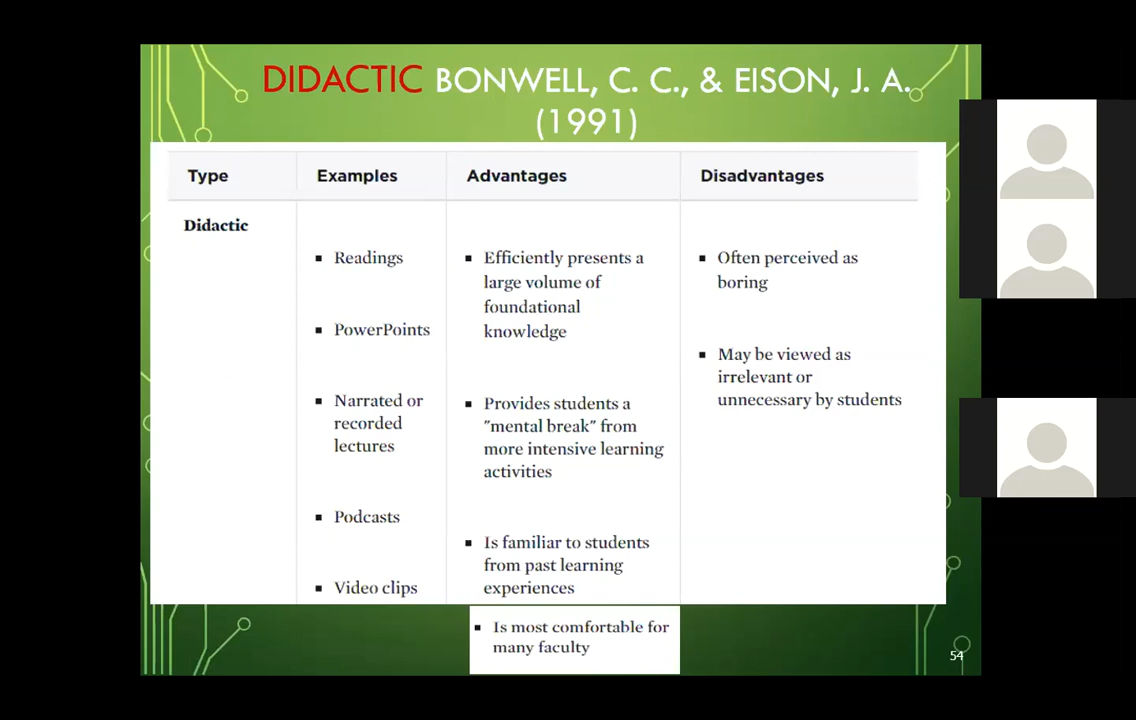 DIDACTIC BONWELL, C. C., & EISON, J. A.
(1991)
Type
Examples
Advantages
Disadvantages
Didactic
▪ Readings
▪ PowerPoints
▪ Narrated or
recorded
lectures
▪ Podcasts
▪ Video clips
▪ Efficiently presents a
large volume of
foundational
knowledge
▪ Provides students a
"mental break" from
more intensive learning
activities
▪ Is familiar to students
from past learning
experiences
▪ Is most comfortable for
many faculty
▪ Often perceived as
boring
▪ May be viewed as
irrelevant or
unnecessary by students
54